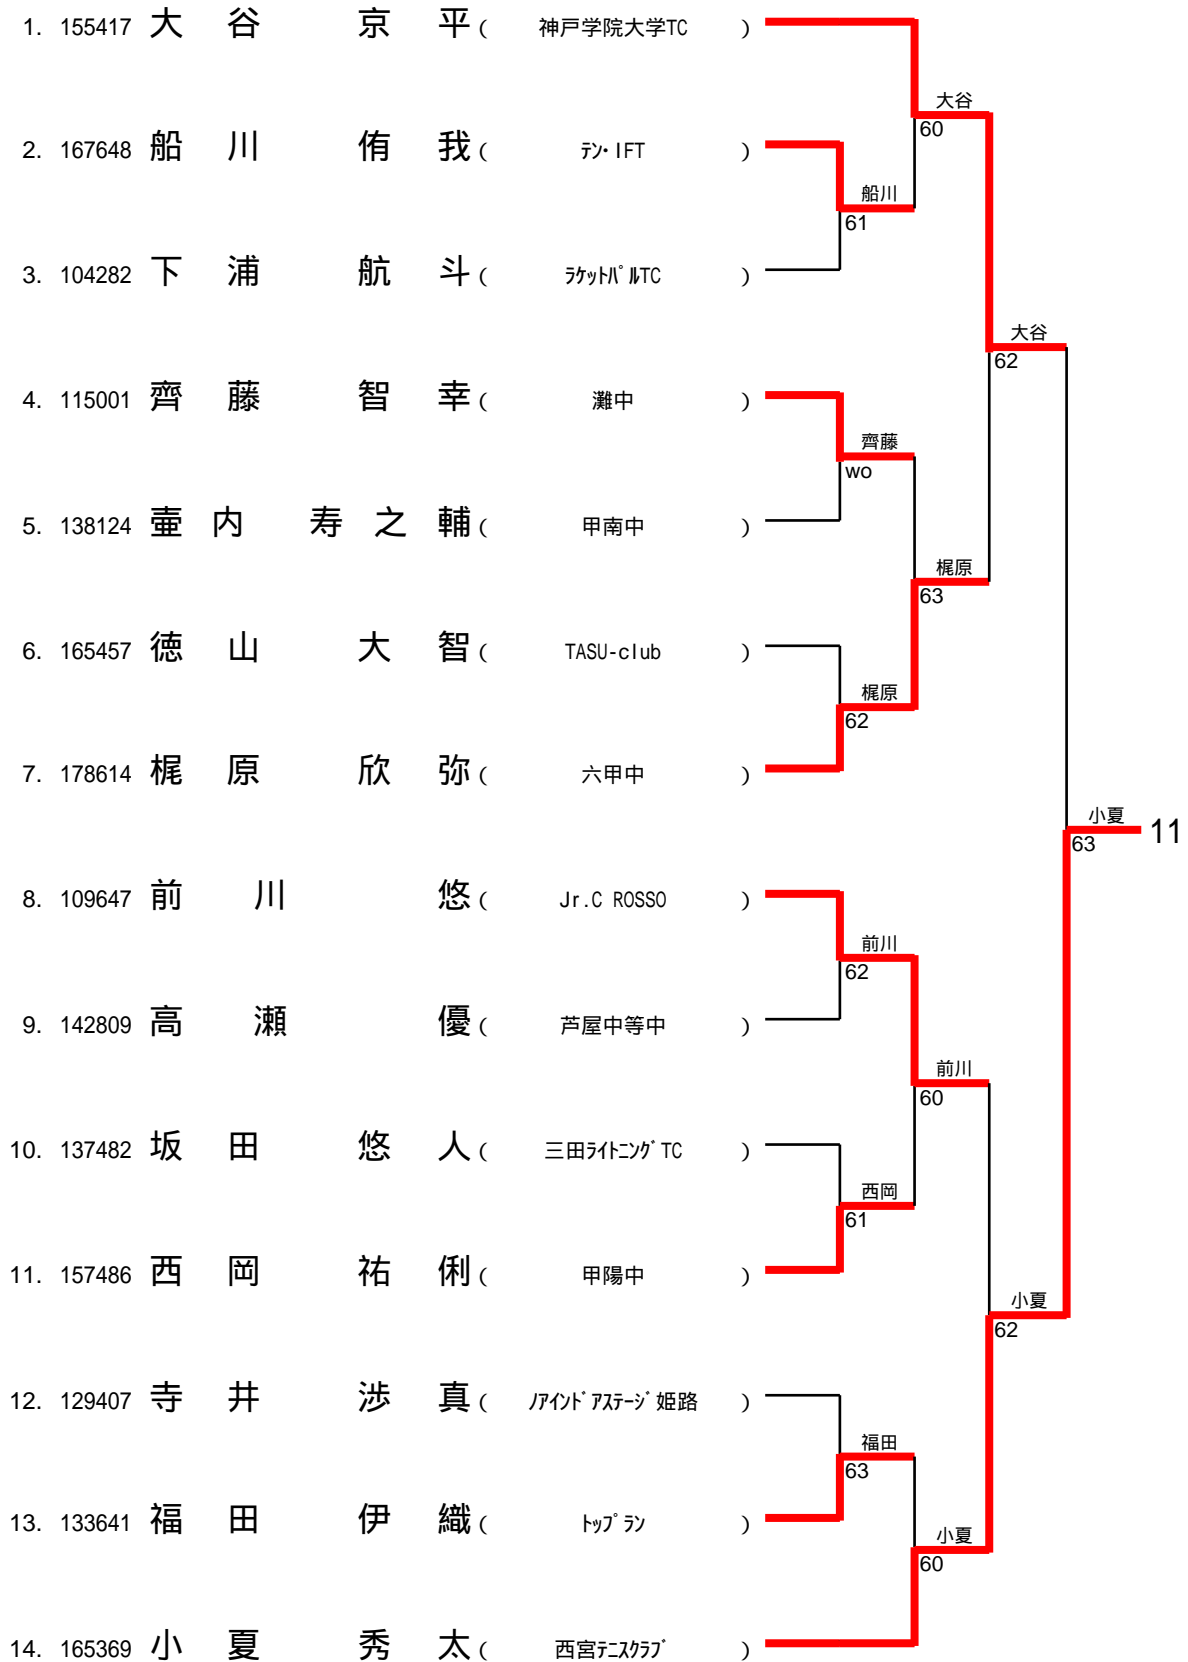 1. 155417 大谷 京平 ( 神戸学院大学TC )
大谷
60
2. 167648 船川 侑我 ( テン・IFT )
船川
61
3. 104282 下浦 航斗 ( ラケットパルTC )
大谷
62
4. 115001 齊藤 智幸 ( 灘中 )
齊藤
wo
5. 138124 壷内 寿之輔 ( 甲南中 )
梶原
63
6. 165457 徳山 大智 ( TASU-club )
梶原
62
7. 178614 梶原 欣弥 ( 六甲中 )
小夏
63 11
8. 109647 前川 悠 ( Jr.C ROSSO )
前川
62
9. 142809 高瀬 優 ( 芦屋中等中 )
前川
60
10. 137482 坂田 悠人 ( 三田ライトニングTC )
西岡
61
11. 157486 西岡 祐俐 ( 甲陽中 )
小夏
62
12. 129407 寺井 渉真 ( ノアインドアステージ姫路 )
福田
63
13. 133641 福田 伊織 ( トップラン )
小夏
60
14. 165369 小夏 秀太 ( 西宮テニスクラブ )